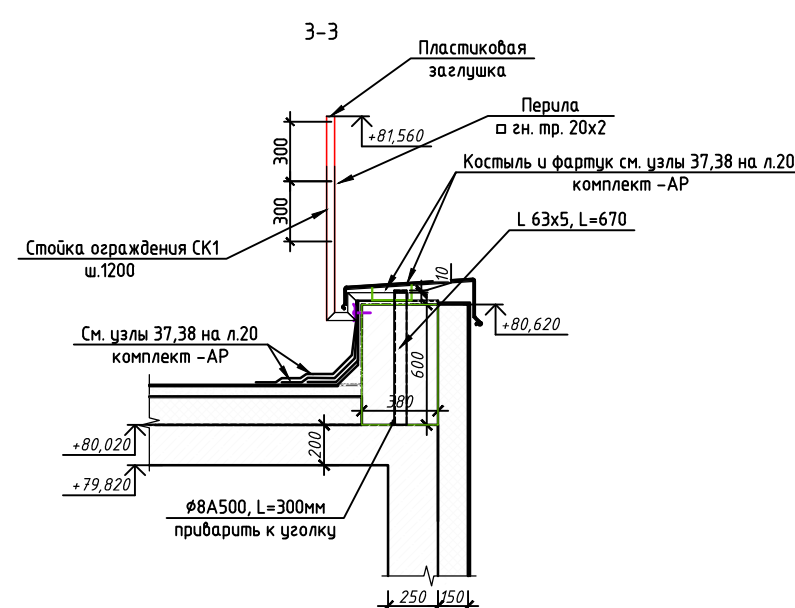 3-3
Пластиковая
заглушка
Перила
□ гн. тр. 20х2
+81,560
300
Костыль и фартук см. узлы 37,38 на л.20
комплект -АР
300
L 63х5, L=670
Стойка ограждения СК1
ш.1200
10
+80,620
См. узлы 37,38 на л.20
комплект -АР
600
380
+80,020
200
+79,820
Ø8А500, L=300мм
приварить к уголку
250
150